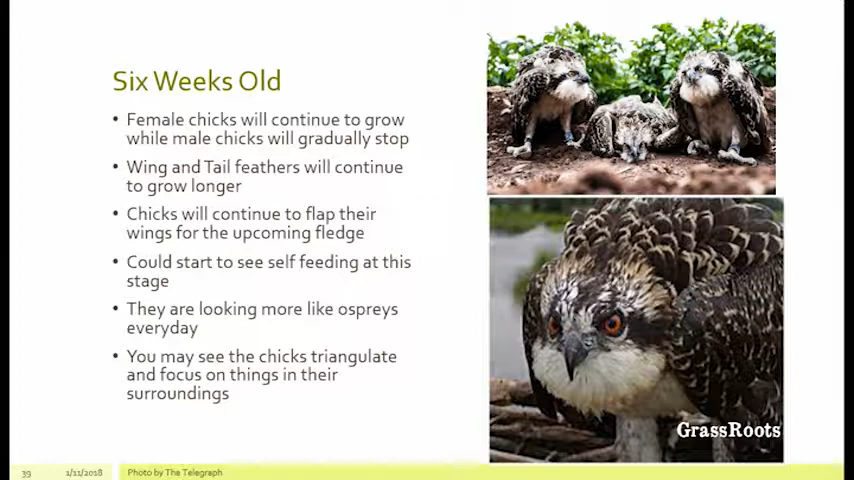 Six Weeks Old
• Female chicks will continue to grow
while male chicks will gradually stop
• Wing and Tail feathers will continue
to grow longer
• Chicks will continue to flap their
wings for the upcoming fledge
• Could start to see self feeding at this
stage
• They are looking more like ospreys
everyday
• You may see the chicks triangulate
and focus on things in their
surroundings
GrassRoots
39 1/11/2018 Photo by The Telegraph